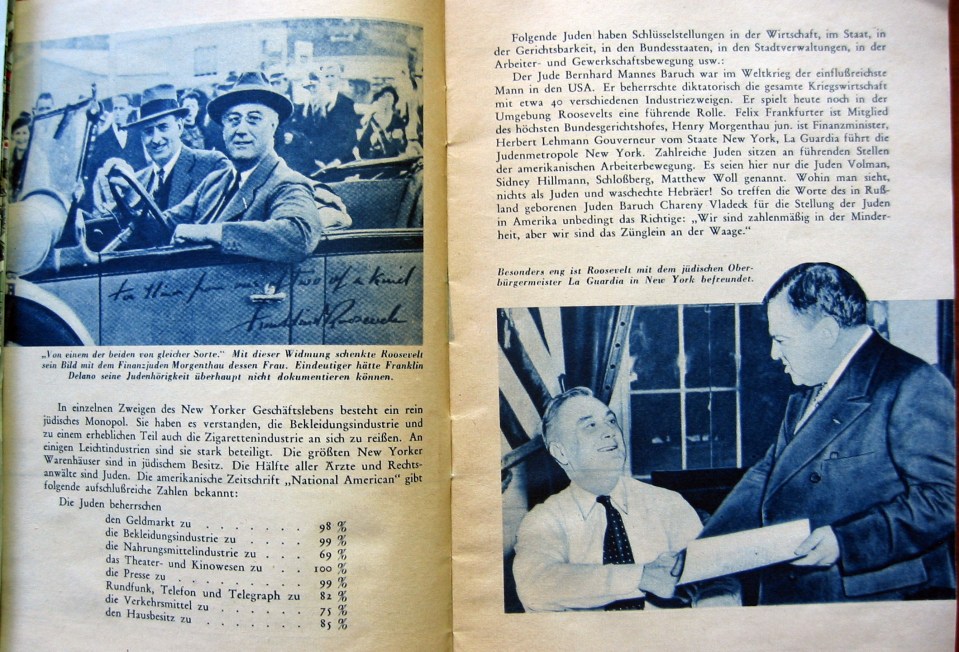 to Elinor from one of Two of a kind
Franklin D Roosevelt
„Von einem der beiden von gleicher Sorte.“ Mit dieser Widmung schenkte Roosevelt
sein Bild mit dem Finanzjuden Morgenthau dessen Frau. Eindeutiger hätte Franklin
Delano seine Judenhörigkeit überhaupt nicht dokumentieren können.
In einzelnen Zweigen des New Yorker Geschäftslebens besteht ein rein
jüdisches Monopol. Sie haben es verstanden, die Bekleidungsindustrie und
zu einem erheblichen Teil auch die Zigarettenindustrie an sich zu reißen. An
einigen Leichtindustrien sind sie stark beteiligt. Die größten New Yorker
Warenhäuser sind in jüdischem Besitz. Die Hälfte aller Ärzte und Rechts-
anwälte sind Juden. Die amerikanische Zeitschrift „National American“ gibt
folgende aufschlußreiche Zahlen bekannt:
Die Juden beherrschen
den Geldmarkt zu . . . . . . . 98 %
die Bekleidungsindustrie zu . . . . 99 %
die Nahrungsmittelindustrie zu . . . 69 %
das Theater- und Kinowesen zu . . . 100 %
die Presse zu . . . . . . . . 99 %
Rundfunk, Telefon und Telegraph zu 82 %
die Verkehrsmittel zu . . . . . . 75 %
den Hausbesitz zu . . . . . . . 85 %
Folgende Juden haben Schlüsselstellungen in der Wirtschaft, im Staat, in
der Gerichtsbarkeit, in den Bundesstaaten, in den Stadtverwaltungen, in der
Arbeiter- und Gewerkschaftsbewegung usw.:
Der Jude Bernhard Mannes Baruch war im Weltkrieg der einflußreichste
Mann in den USA. Er beherrschte diktatorisch die gesamte Kriegswirtschaft
mit etwa 40 verschiedenen Industriezweigen. Er spielt heute noch in der
Umgebung Roosevelts eine führende Rolle. Felix Frankfurter ist Mitglied
des höchsten Bundesgerichtshofes, Henry Morgenthau jun. ist Finanzminister,
Herbert Lehmann Gouverneur vom Staate New York, La Guardia führt die
Judenmetropole New York. Zahlreiche Juden sitzen an führenden Stellen
der amerikanischen Arbeiterbewegung. Es seien hier nur die Juden Volman,
Sidney Hillmann, Schloßberg, Matthew Woll genannt. Wohin man sieht,
nichts als Juden und waschechte Hebräer! So treffen die Worte des in Ruß-
land geborenen Juden Baruch Chareny Vladeck für die Stellung der Juden
in Amerika unbedingt das Richtige: „Wir sind zahlenmäßig in der Minder-
heit, aber wir sind das Zünglein an der Waage.“
Besonders eng ist Roosevelt mit dem jüdischen Ober-
bürgermeister La Guardia in New York befreundet.